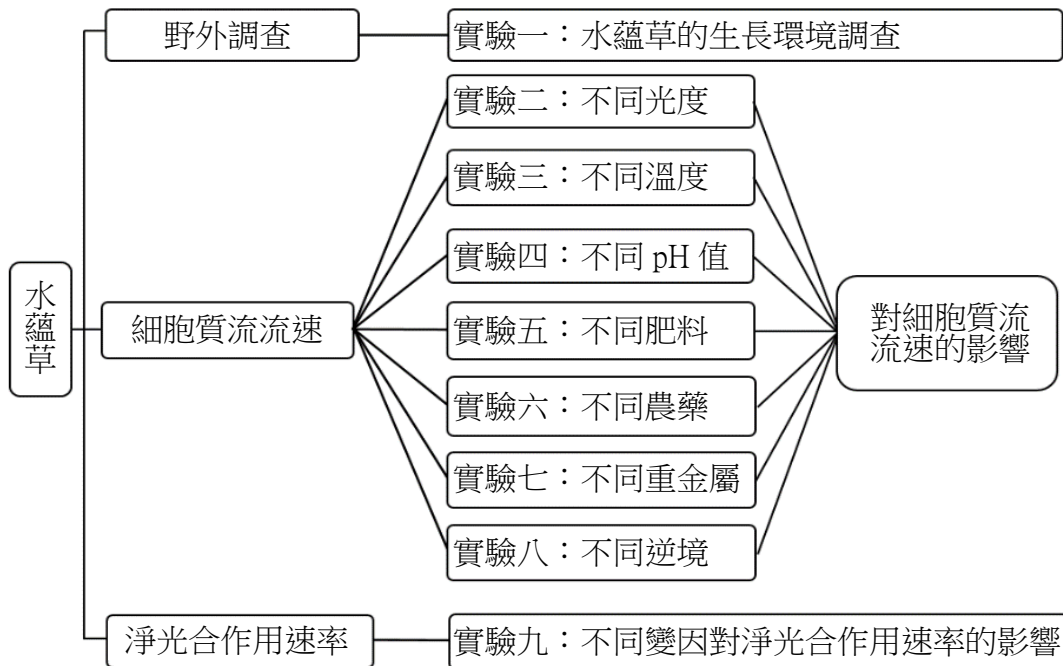 野外調查
實驗一：水蘊草的生長環境調查
實驗二：不同光度
實驗三：不同溫度
實驗四：不同 pH 值
水蘊草
細胞質流流速
實驗五：不同肥料
對細胞質流
流速的影響
實驗六：不同農藥
實驗七：不同重金屬
實驗八：不同逆境
淨光合作用速率
實驗九：不同變因對淨光合作用速率的影響